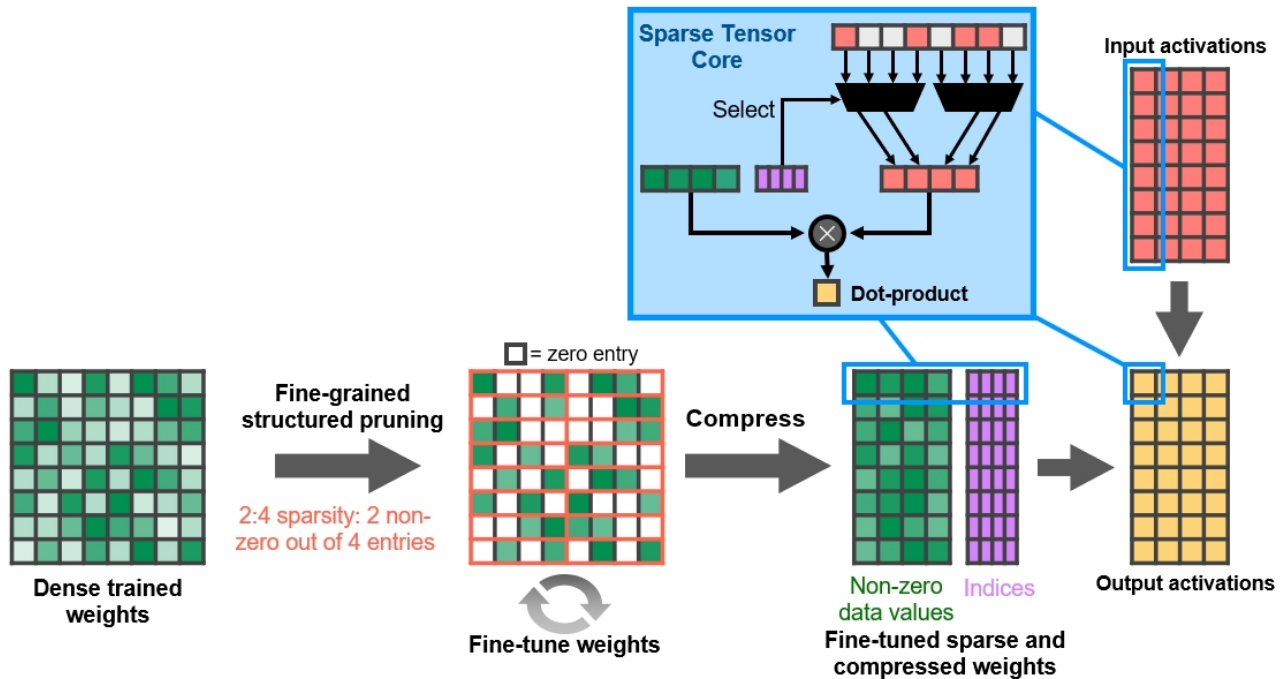 Sparse Tensor
Core
Select
Dot-product
Input activations
= zero entry
Fine-grained
structured pruning
2:4 sparsity: 2 non-
zero out of 4 entries
Compress
Dense trained
weights
Fine-tune weights
Non-zero
data values
Indices
Fine-tuned sparse and
compressed weights
Output activations